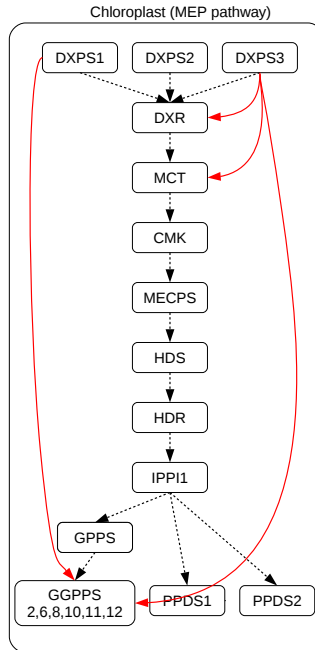 Chloroplast (MEP pathway)
DXPS1 DXPS2 DXPS3
DXR
MCT
CMK
MECPS
HDS
HDR
IPPI1
GPPS
GGPPS
2,6,8,10,11,12
PPDS1 PPDS2